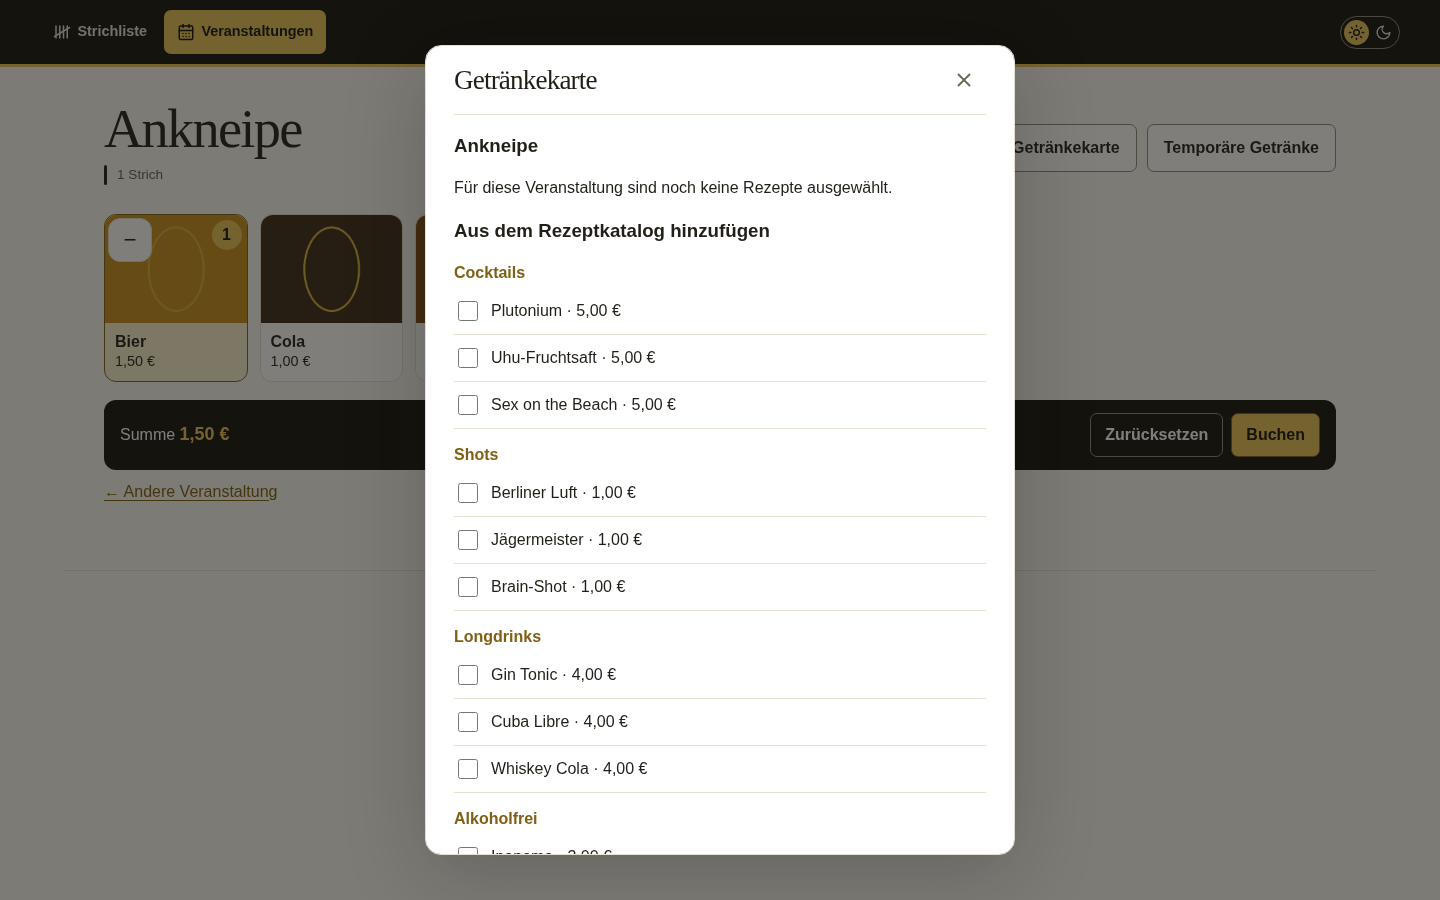 Strichliste
Veranstaltungen
Ankneipe
1 Strich
Getränkekarte
Temporäre Getränke
−
1
Bier
1,50 €
Cola
1,00 €
Summe 1,50 €
Zurücksetzen
Buchen
← Andere Veranstaltung
Getränkekarte
Ankneipe
Für diese Veranstaltung sind noch keine Rezepte ausgewählt.
Aus dem Rezeptkatalog hinzufügen
Cocktails
Plutonium · 5,00 €
Uhu-Fruchtsaft · 5,00 €
Sex on the Beach · 5,00 €
Shots
Berliner Luft · 1,00 €
Jägermeister · 1,00 €
Brain-Shot · 1,00 €
Longdrinks
Gin Tonic · 4,00 €
Cuba Libre · 4,00 €
Whiskey Cola · 4,00 €
Alkoholfrei